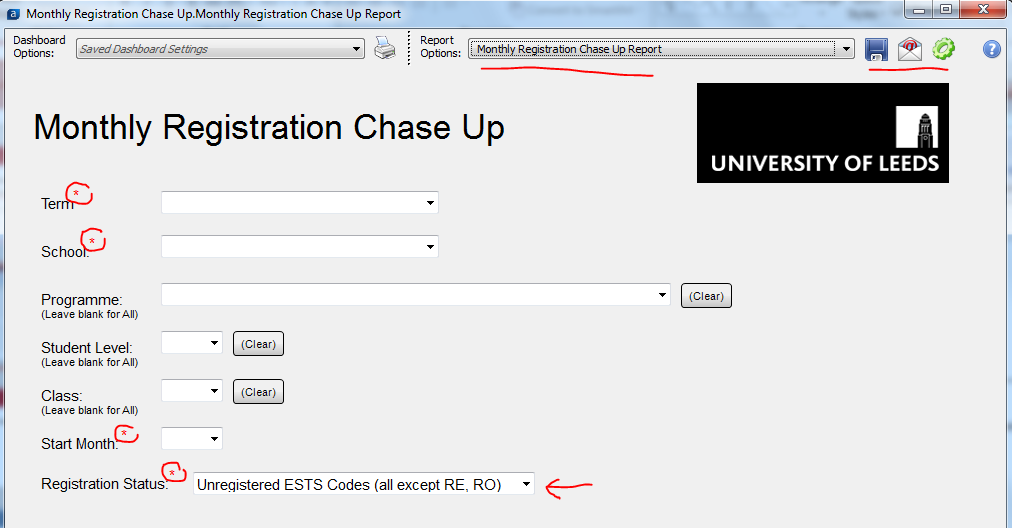 Monthly Registration Chase Up.Monthly Registration Chase Up Report
Dashboard Options: Saved Dashboard Settings
Report Options: Monthly Registration Chase Up Report
Monthly Registration Chase Up
UNIVERSITY OF LEEDS
Term *
School: *
Programme: (Clear)
(Leave blank for All)
Student Level: (Clear)
(Leave blank for All)
Class: (Clear)
(Leave blank for All)
Start Month: *
Registration Status: * Unregistered ESTS Codes (all except RE, RO)